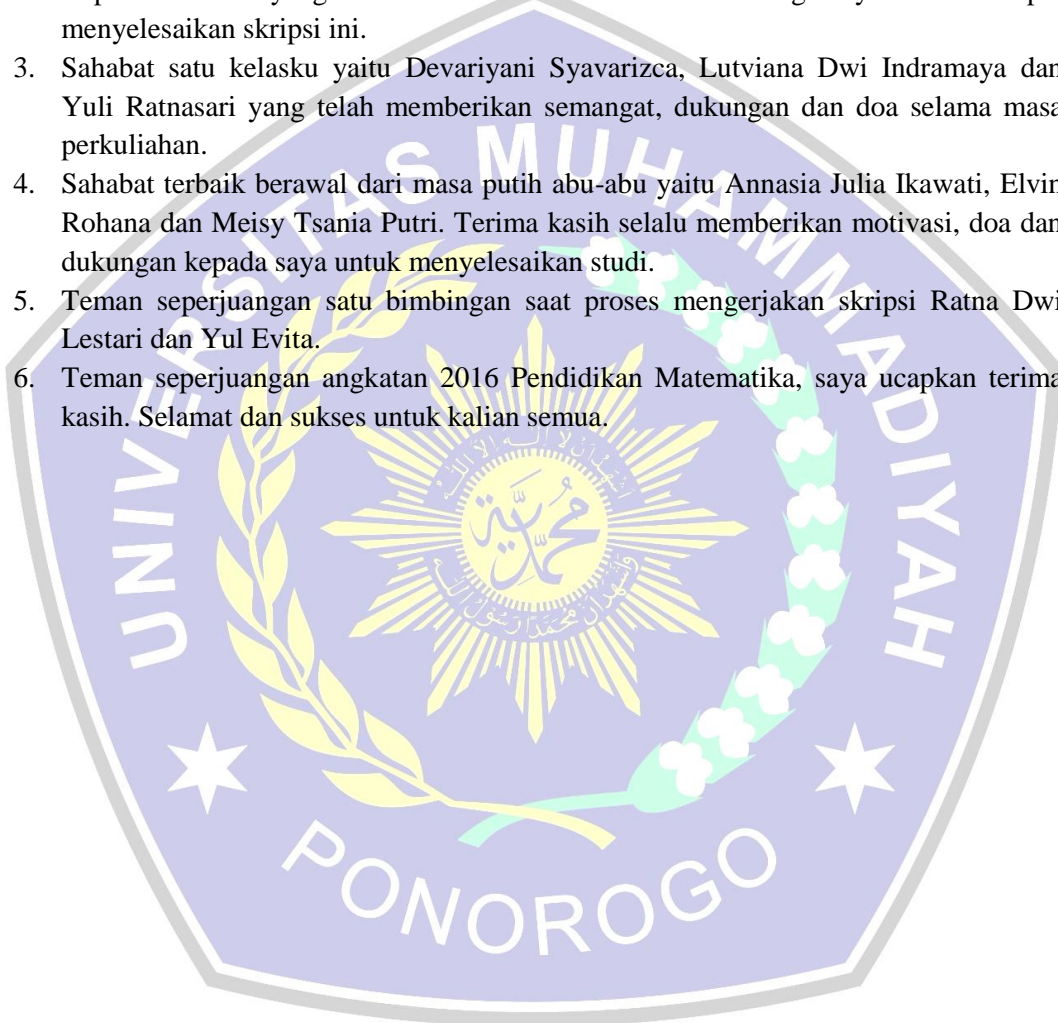 menyelesaikan skripsi ini.
3. Sahabat satu kelasku yaitu Devariyani Syavarizca, Lutviana Dwi Indramaya dan
Yuli Ratnasari yang telah memberikan semangat, dukungan dan doa selama masa
perkuliahan.
4. Sahabat terbaik berawal dari masa putih abu-abu yaitu Annasia Julia Ikawati, Elvin
Rohana dan Meisy Tsania Putri. Terima kasih selalu memberikan motivasi, doa dan
dukungan kepada saya untuk menyelesaikan studi.
5. Teman seperjuangan satu bimbingan saat proses mengerjakan skripsi Ratna Dwi
Lestari dan Yul Evita.
6. Teman seperjuangan angkatan 2016 Pendidikan Matematika, saya ucapkan terima
kasih. Selamat dan sukses untuk kalian semua.
UNIVERSITAS MUHAMMADIYAH
محمدية
PONOROGO